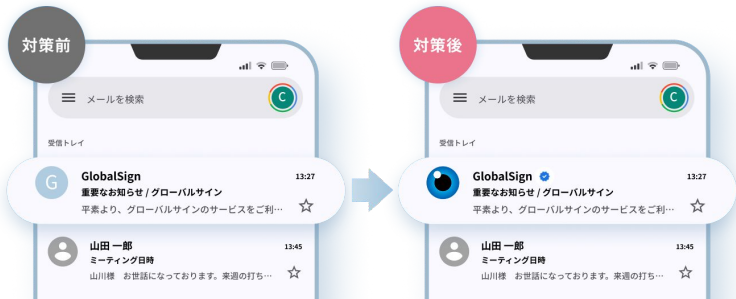 対策前
メールを検索
C
受信トレイ
G
GlobalSign
13:27
重要なお知らせ / グローバルサイン
平素より、グローバルサインのサービスをご利…
山田 一郎
13:45
ミーティング日時
山川様　お世話になっております。来週の打ち…
対策後
メールを検索
C
受信トレイ
GlobalSign
13:27
重要なお知らせ / グローバルサイン
平素より、グローバルサインのサービスをご利…
山田 一郎
13:45
ミーティング日時
山川様　お世話になっております。来週の打ち…